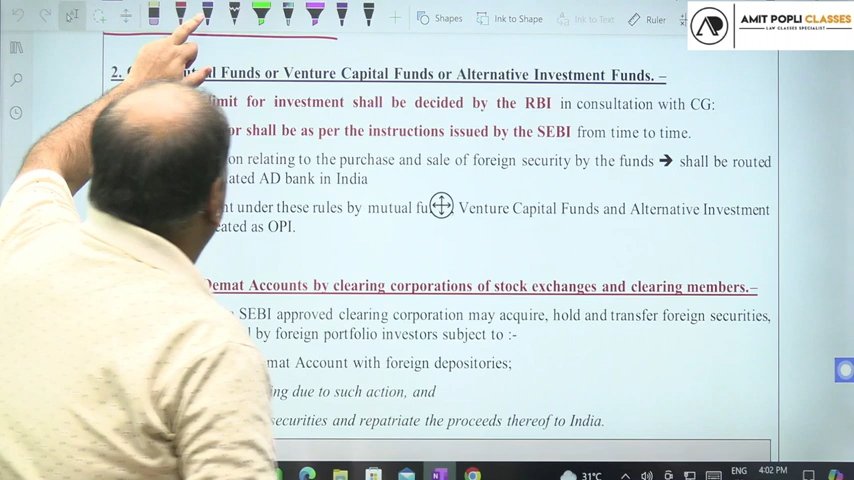 Shapes Ink to Shape Ink to Text Ruler
AMIT POPLI CLASSES
LAW CLASSES SPECIALIST
2. Funds or Venture Capital Funds or Alternative Investment Funds. –
limit for investment shall be decided by the RBI in consultation with CG:
or shall be as per the instructions issued by the SEBI from time to time.
on relating to the purchase and sale of foreign security by the funds ➔ shall be routed
ated AD bank in India
nt under these rules by mutual fu Venture Capital Funds and Alternative Investment
eated as OPI.
Demat Accounts by clearing corporations of stock exchanges and clearing members.–
SEBI approved clearing corporation may acquire, hold and transfer foreign securities,
by foreign portfolio investors subject to :-
mat Account with foreign depositories;
ing due to such action, and
securities and repatriate the proceeds thereof to India.
31°C ENG 4:02 PM